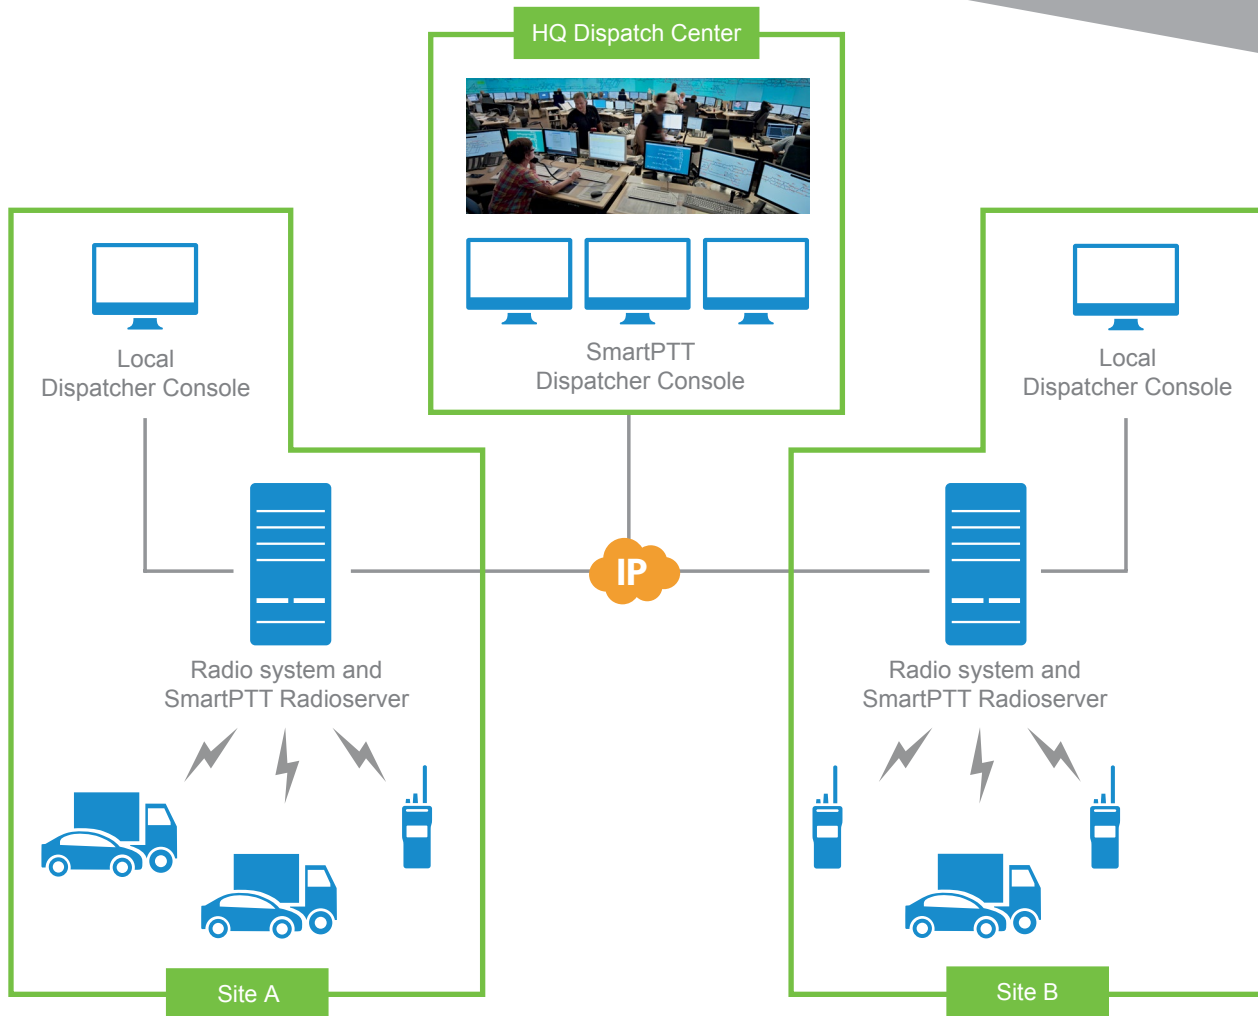 HQ Dispatch Center
Local
Dispatcher Console
SmartPTT
Dispatcher Console
Local
Dispatcher Console
IP
Radio system and
SmartPTT Radioserver
Radio system and
SmartPTT Radioserver
Site A
Site B